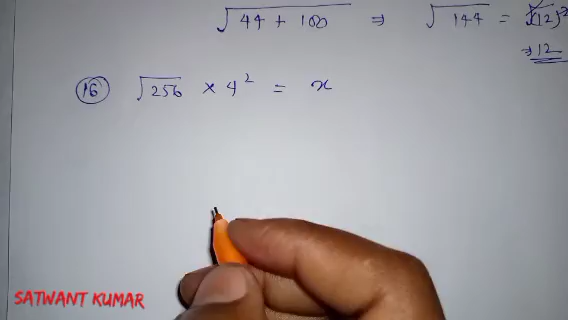 √44 + 100 ⇒ √144 = √(12)²
⇒ 12
(16) √256 × 4² = x
SATWANT KUMAR